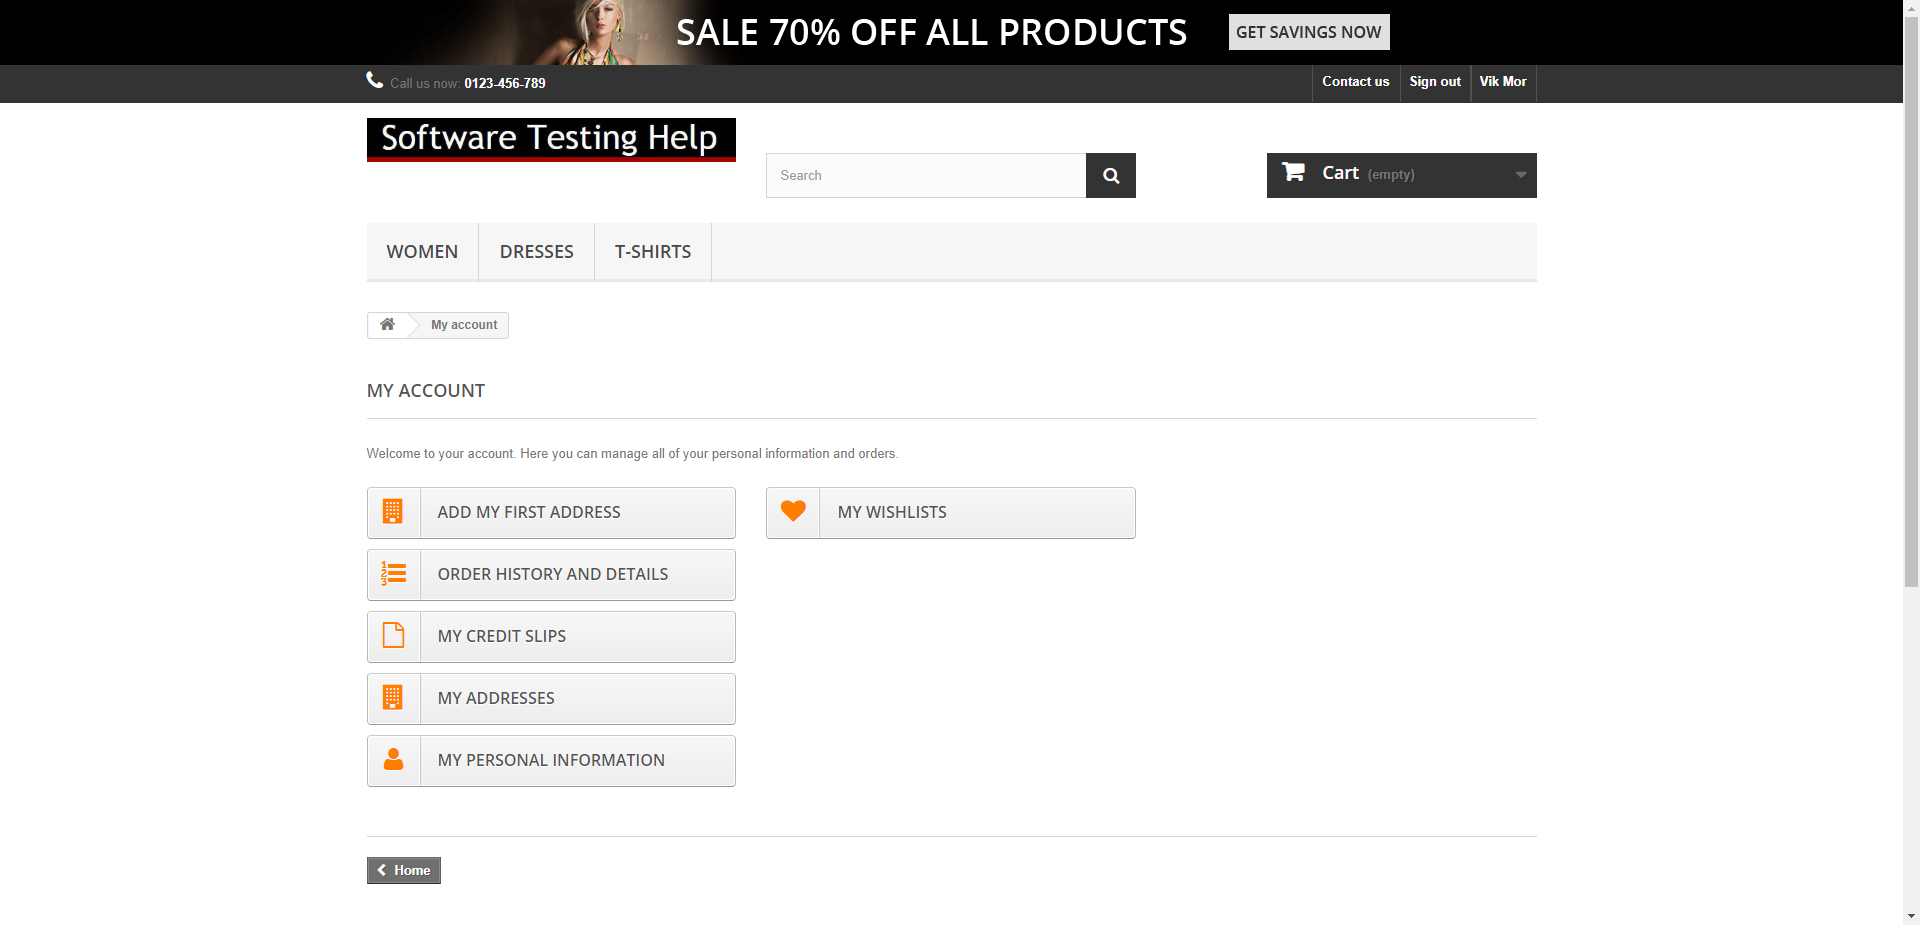 SALE 70% OFF ALL PRODUCTS GET SAVINGS NOW
Call us now: 0123-456-789 Contact us Sign out Vik Mor
Software Testing Help
Search
Cart (empty)
WOMEN DRESSES T-SHIRTS
My account
MY ACCOUNT
Welcome to your account. Here you can manage all of your personal information and orders.
ADD MY FIRST ADDRESS
MY WISHLISTS
ORDER HISTORY AND DETAILS
MY CREDIT SLIPS
MY ADDRESSES
MY PERSONAL INFORMATION
Home